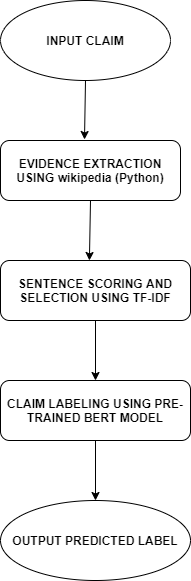 INPUT CLAIM
EVIDENCE EXTRACTION
USING wikipedia (Python)
SENTENCE SCORING AND
SELECTION USING TF-IDF
CLAIM LABELING USING PRE-
TRAINED BERT MODEL
OUTPUT PREDICTED LABEL